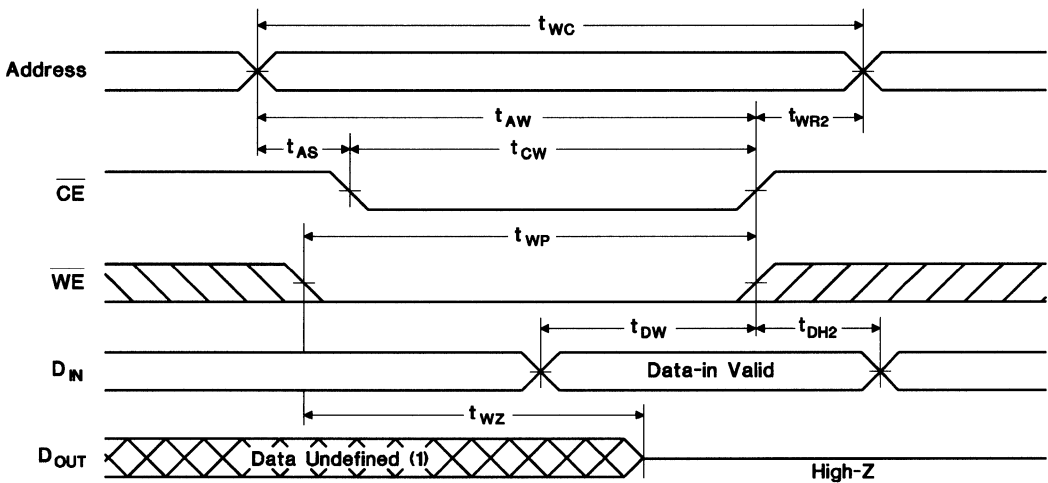 tWC
Address
tAW
tWR2
tAS
tCW
CE
tWP
WE
tDW
tDH2
DIN
Data-in Valid
tWZ
DOUT
Data Undefined (1)
High-Z